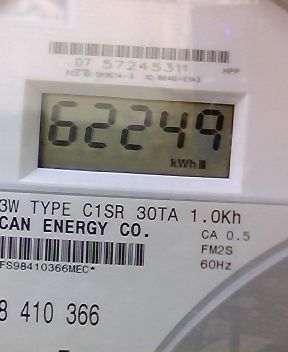 07 57245311
HPP
62249
kWh
3W TYPE C1SR 30TA 1.0Kh
CAN ENERGY CO.
CA 0.5
FM2S
60Hz
FS98410366MEC*
8 410 366